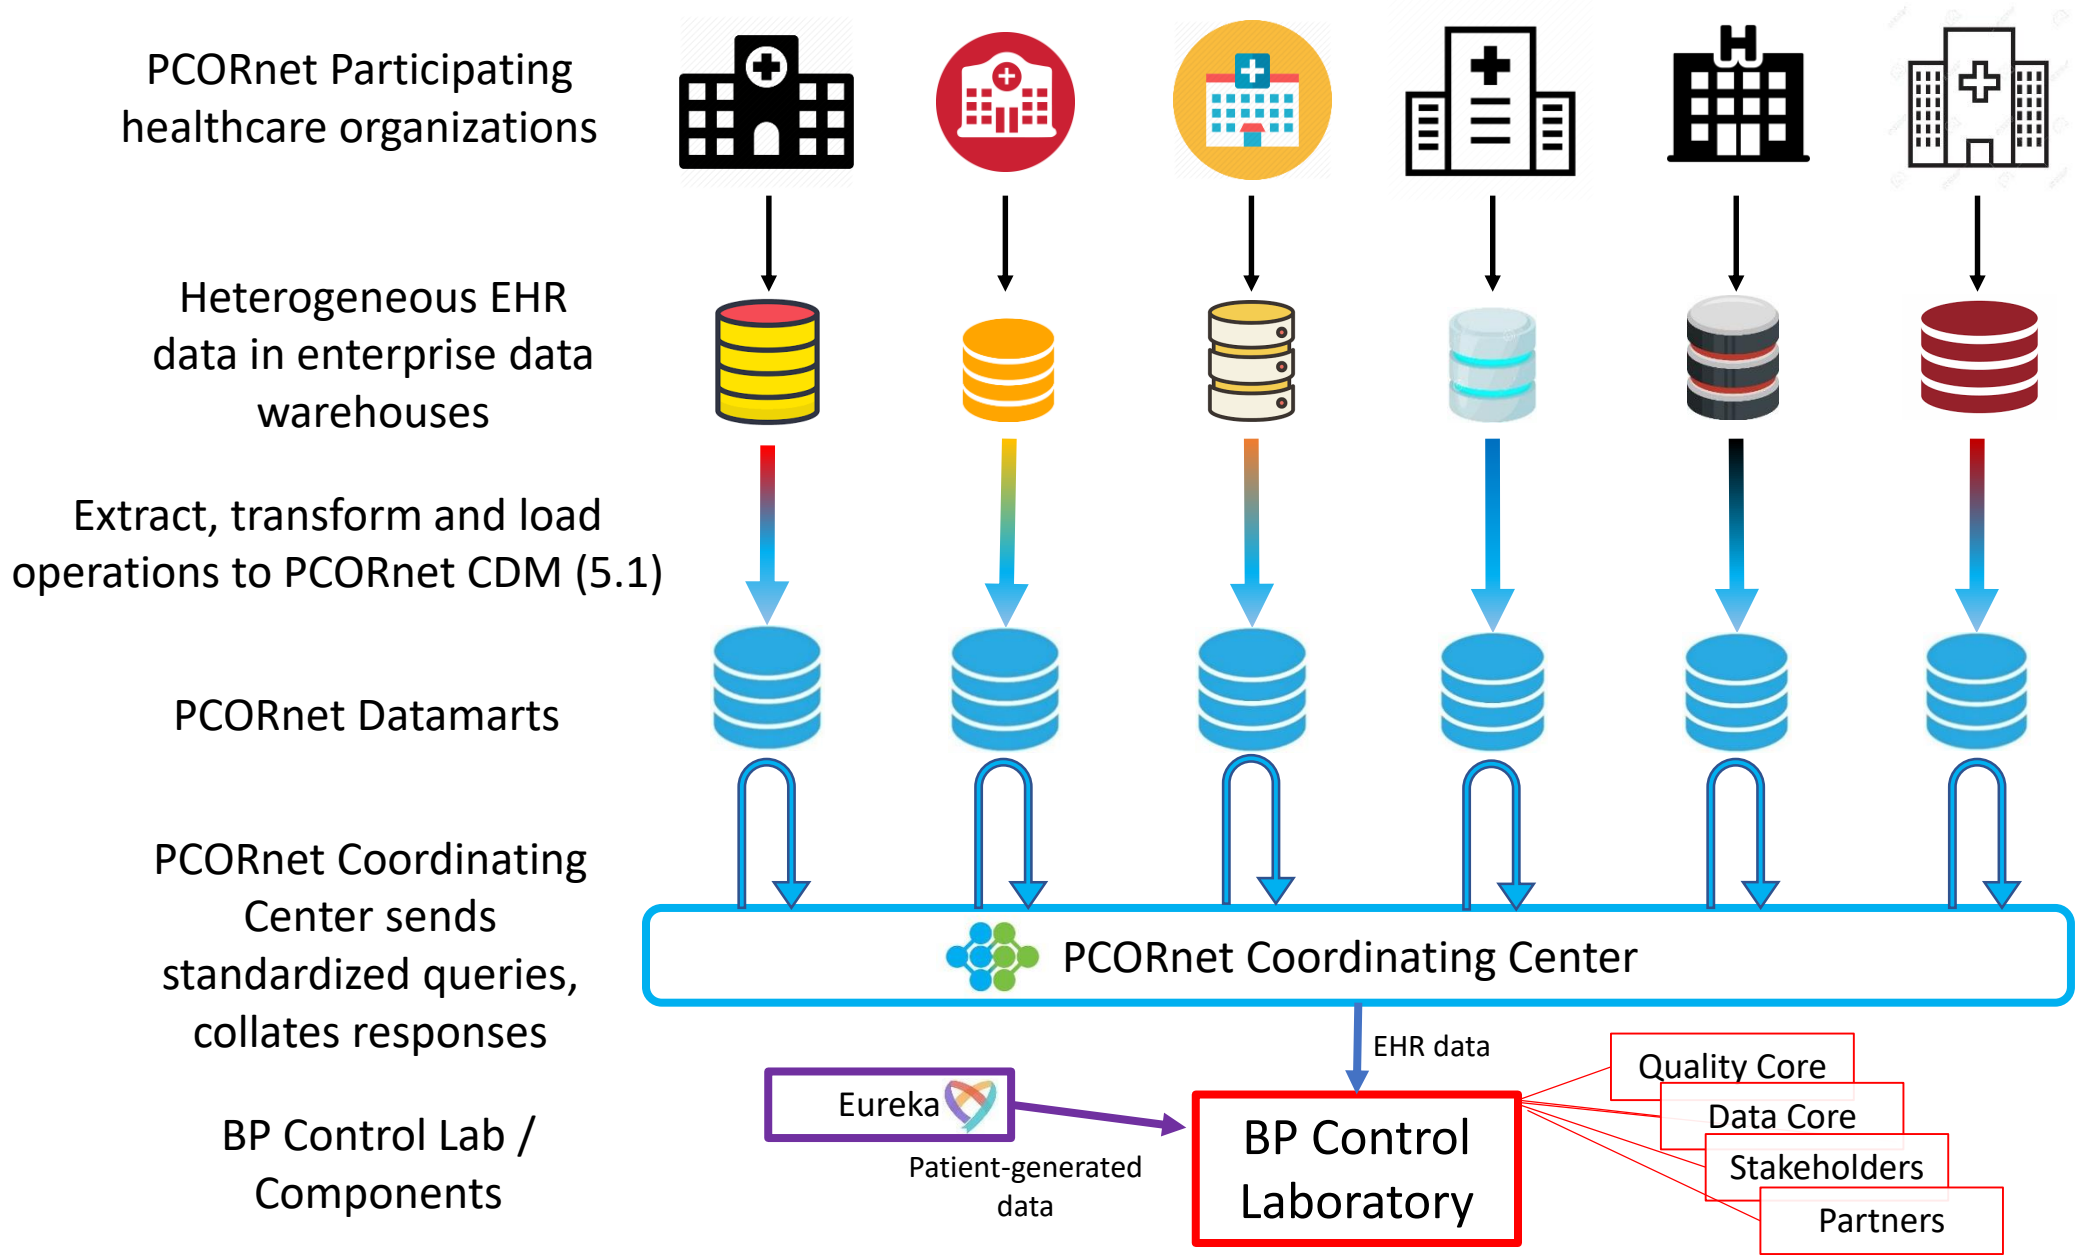 PCORnet Participating
healthcare organizations
H
Heterogeneous EHR
data in enterprise data
warehouses
Extract, transform and load
operations to PCORnet CDM (5.1)
PCORnet Datamarts
PCORnet Coordinating
Center sends
standardized queries,
collates responses
PCORnet Coordinating Center
EHR data
BP Control Lab /
Components
Eureka
Patient-generated
data
BP Control
Laboratory
Quality Core
Data Core
Stakeholders
Partners